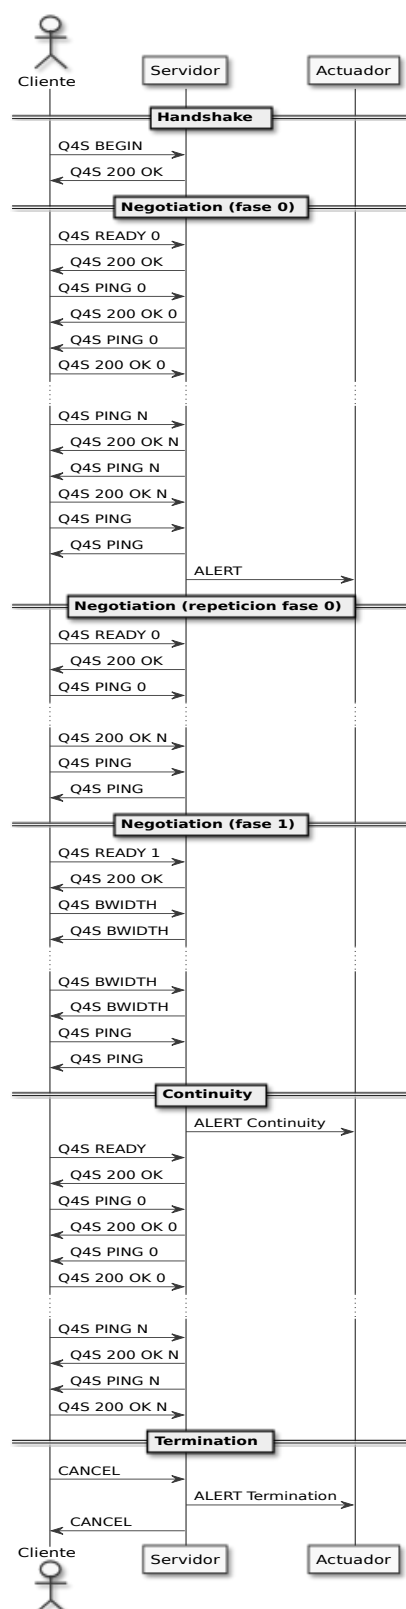 Cliente
Servidor
Actuador
Handshake
Q4S BEGIN
Q4S 200 OK
Negotiation (fase 0)
Q4S READY 0
Q4S 200 OK
Q4S PING 0
Q4S 200 OK 0
Q4S PING 0
Q4S 200 OK 0
Q4S PING N
Q4S 200 OK N
Q4S PING N
Q4S 200 OK N
Q4S PING
Q4S PING
ALERT
Negotiation (repeticion fase 0)
Q4S READY 0
Q4S 200 OK
Q4S PING 0
Q4S 200 OK N
Q4S PING
Q4S PING
Negotiation (fase 1)
Q4S READY 1
Q4S 200 OK
Q4S BWIDTH
Q4S BWIDTH
Q4S BWIDTH
Q4S BWIDTH
Q4S PING
Q4S PING
Continuity
ALERT Continuity
Q4S READY
Q4S 200 OK
Q4S PING 0
Q4S 200 OK 0
Q4S PING 0
Q4S 200 OK 0
Q4S PING N
Q4S 200 OK N
Q4S PING N
Q4S 200 OK N
Termination
CANCEL
ALERT Termination
CANCEL
Cliente
Servidor
Actuador